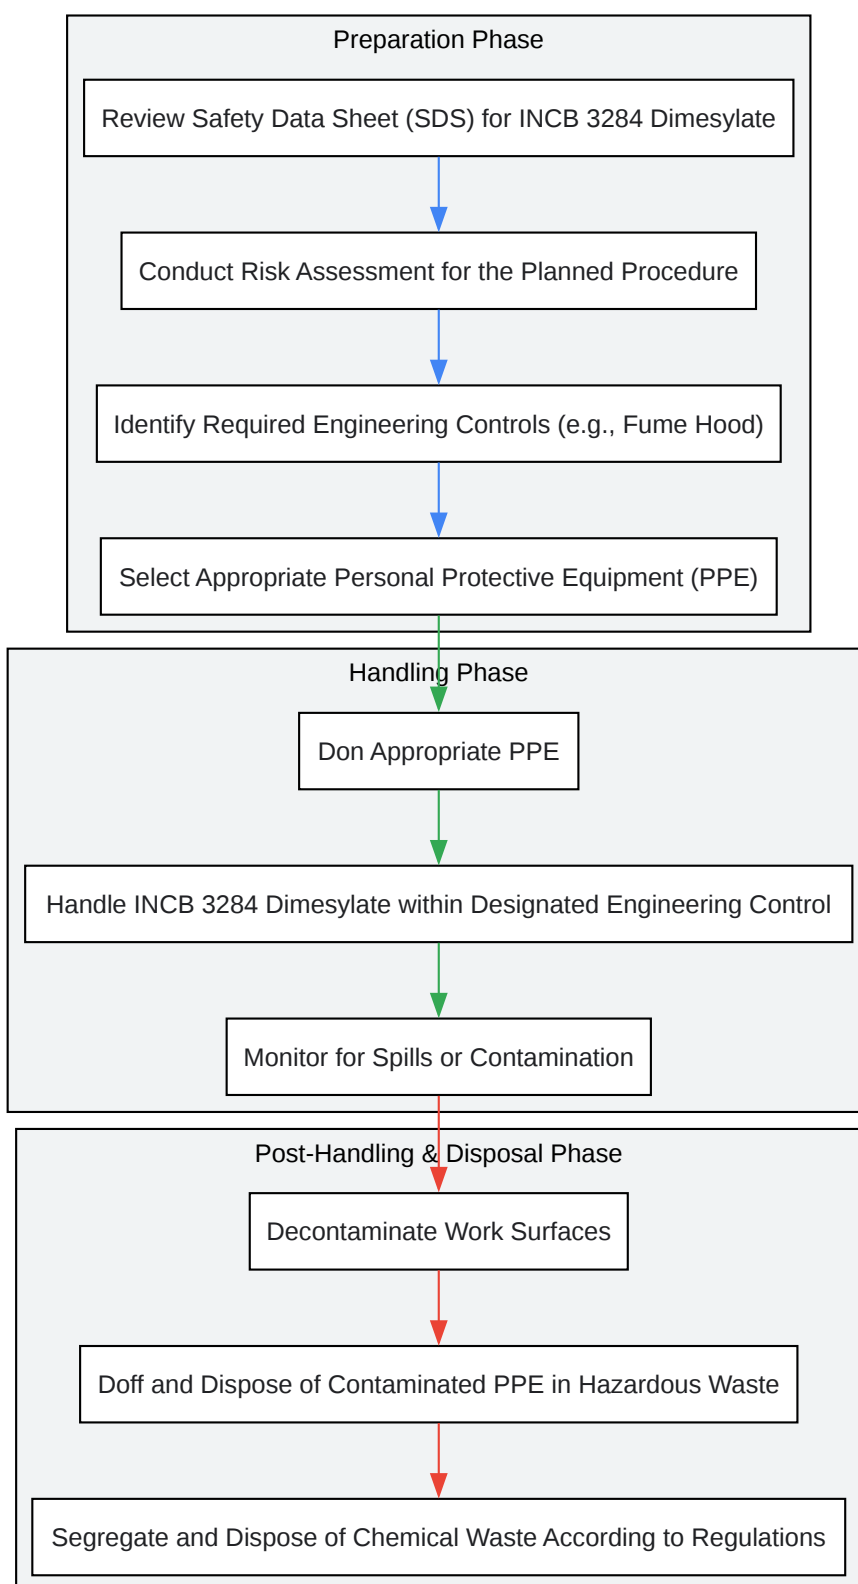 Preparation Phase
Review Safety Data Sheet (SDS) for INCB 3284 Dimesylate
Conduct Risk Assessment for the Planned Procedure
Identify Required Engineering Controls (e.g., Fume Hood)
Select Appropriate Personal Protective Equipment (PPE)
Handling Phase
Don Appropriate PPE
Handle INCB 3284 Dimesylate within Designated Engineering Control
Monitor for Spills or Contamination
Post-Handling & Disposal Phase
Decontaminate Work Surfaces
Doff and Dispose of Contaminated PPE in Hazardous Waste
Segregate and Dispose of Chemical Waste According to Regulations